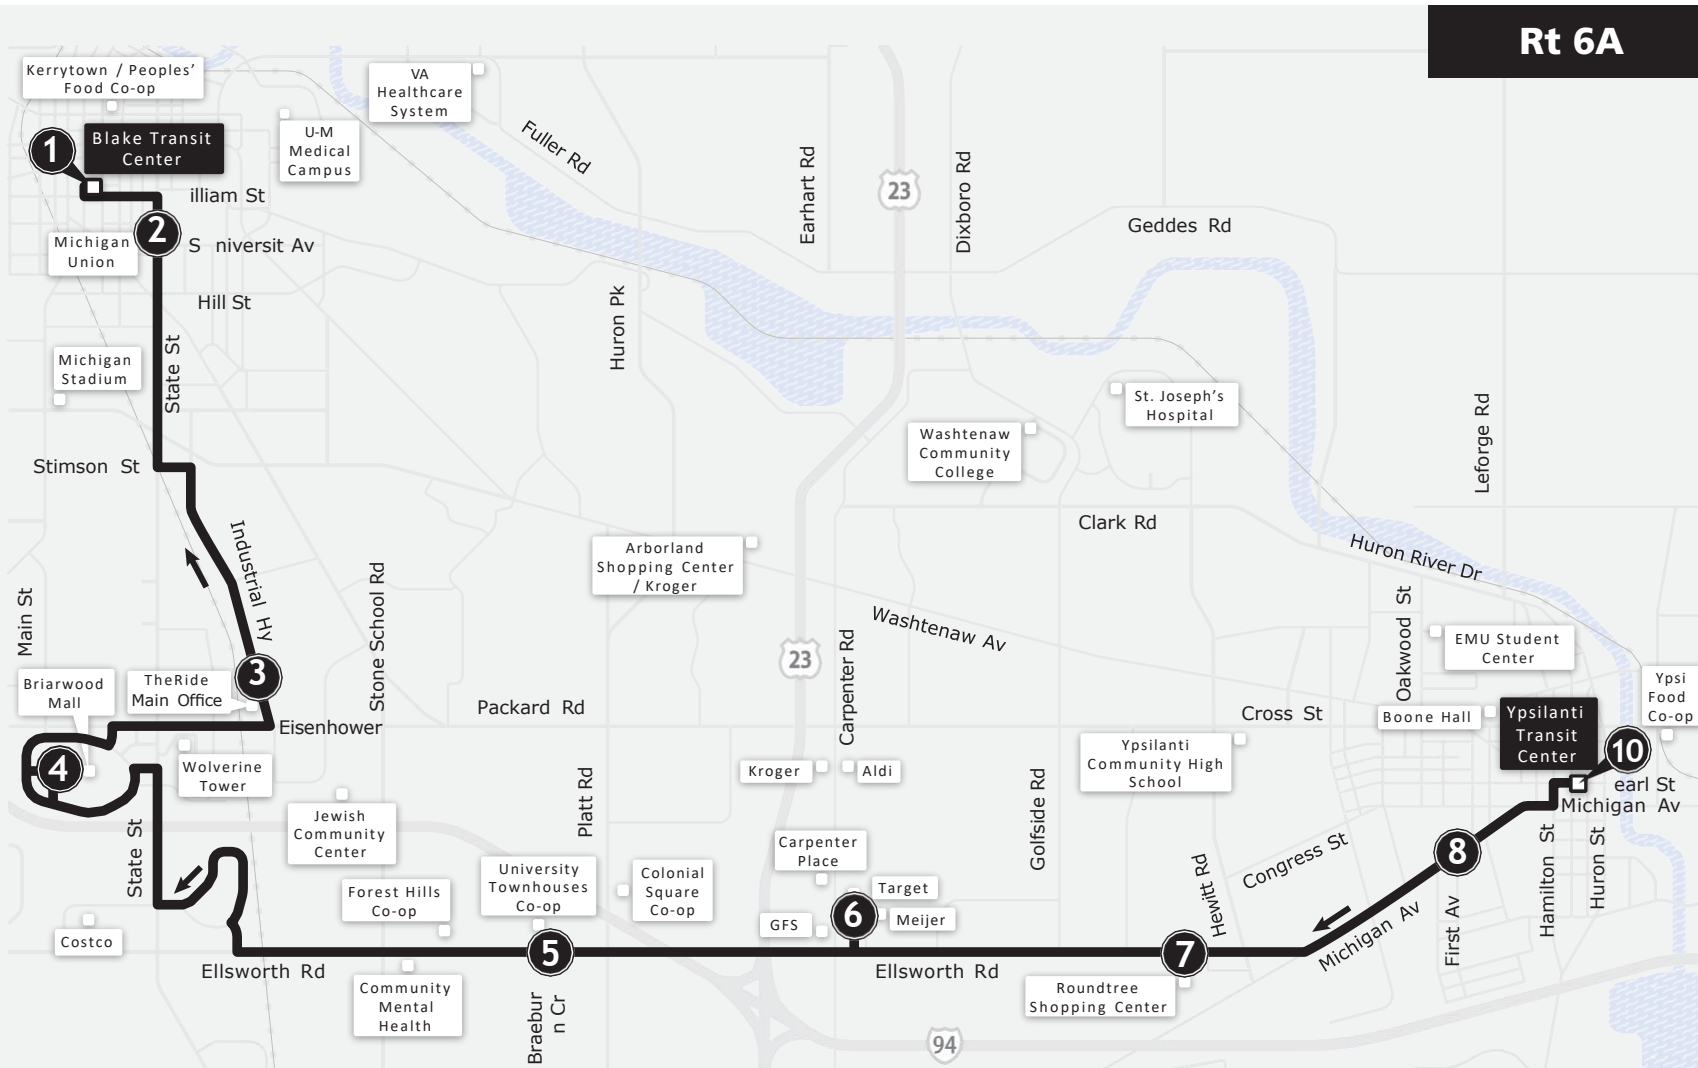 Rt 6A
Kerrytown / Peoples'
Food Co-op
VA
Healthcare
System
U-M
Medical
Campus
1
Blake Transit
Center
illiam St
2
S niversit Av
Michigan
Union
Hill St
Fuller Rd
Earhart Rd
23
Dixboro Rd
Geddes Rd
Huron Pk
State St
Michigan
Stadium
St. Joseph's
Hospital
Washtenaw
Community
College
Leforge Rd
Stimson St
Clark Rd
Industrial Hy
Arborland
Shopping Center
/ Kroger
Huron River Dr
Main St
Stone School Rd
Washtenaw Av
Oakwood St
EMU Student
Center
23
Carpenter Rd
3
TheRide
Main Office
Briarwood
Mall
Eisenhower
Packard Rd
Cross St
Boone Hall
Ypsilanti
Transit
Center
Ypsi
Food
Co-op
10
4
Wolverine
Tower
Kroger
Aldi
Ypsilanti
Community High
School
earl St
Michigan Av
Platt Rd
Golfside Rd
Jewish
Community
Center
State St
Carpenter
Place
Congress St
8
Hamilton St
Huron St
University
Townhouses
Co-op
Colonial
Square
Co-op
Forest Hills
Co-op
Target
6
Meijer
GFS
Hewitt Rd
Michigan Av
First Av
Costco
5
7
Ellsworth Rd
Ellsworth Rd
Community
Mental
Health
Braebur
n Cr
Roundtree
Shopping Center
94